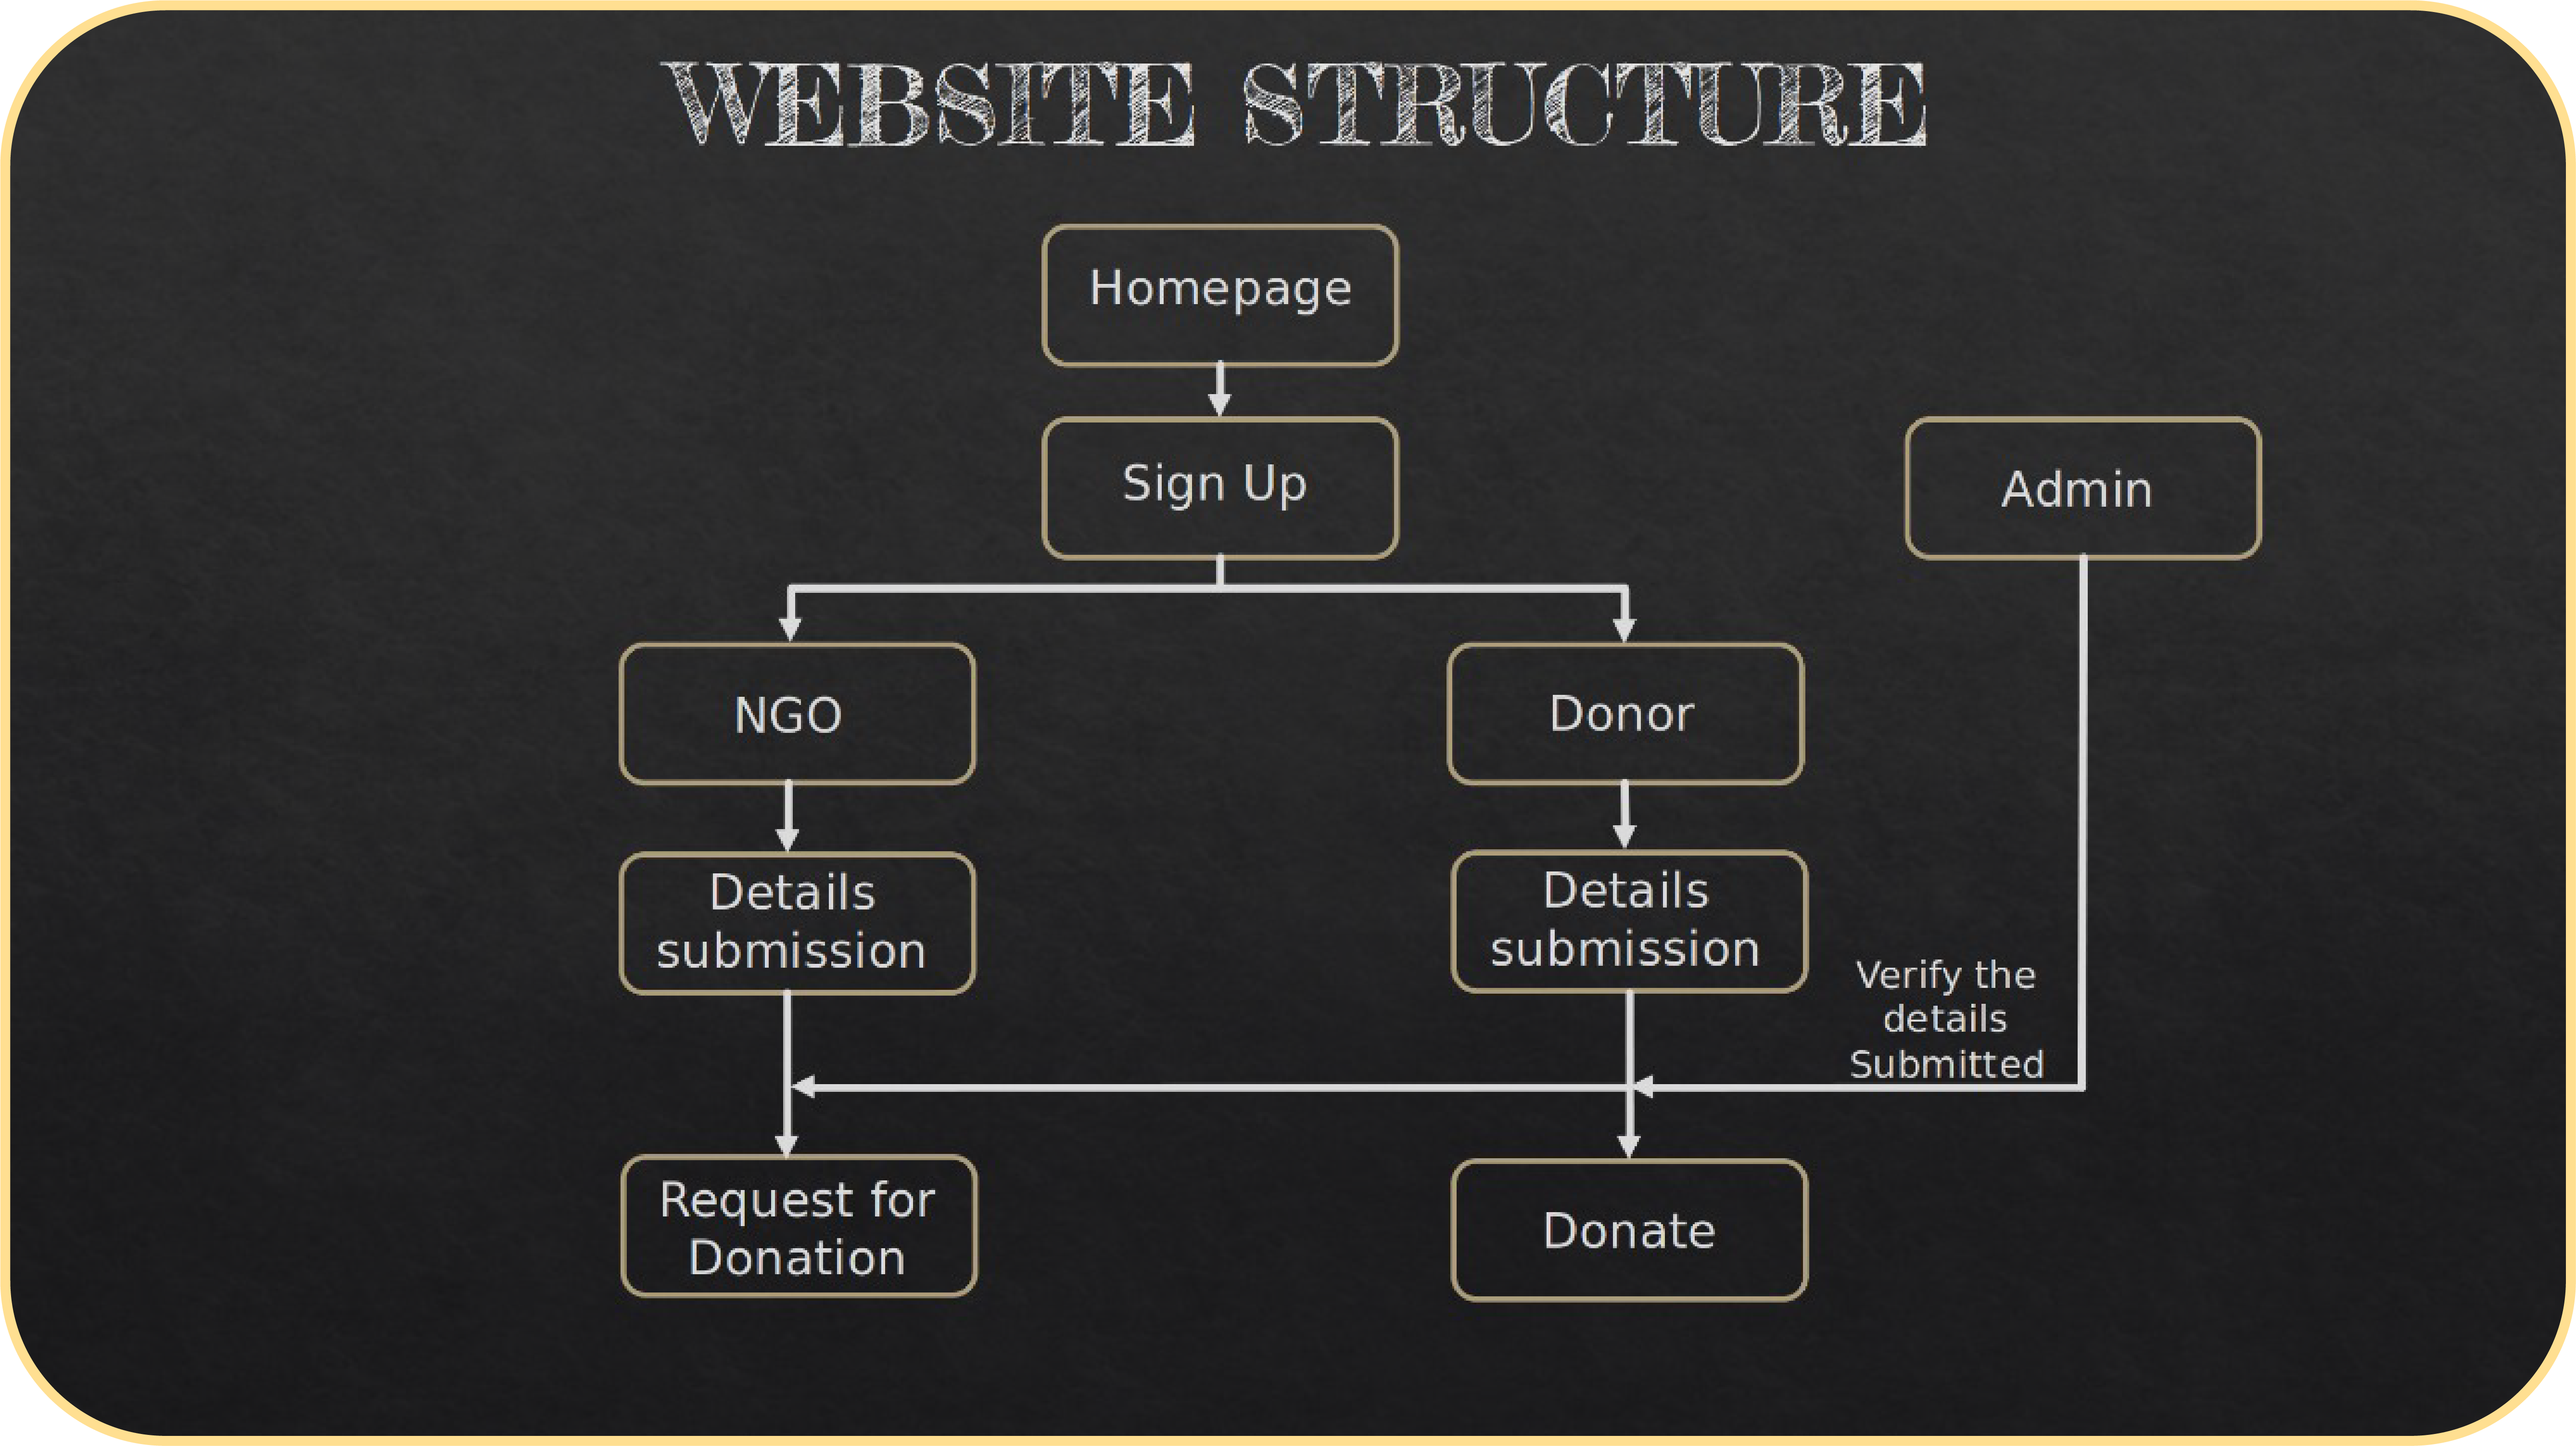 WEBSITE STRUCTURE
Homepage
Sign Up
Admin
NGO
Donor
Details
submission
Details
submission
Verify the
details
Submitted
Request for
Donation
Donate